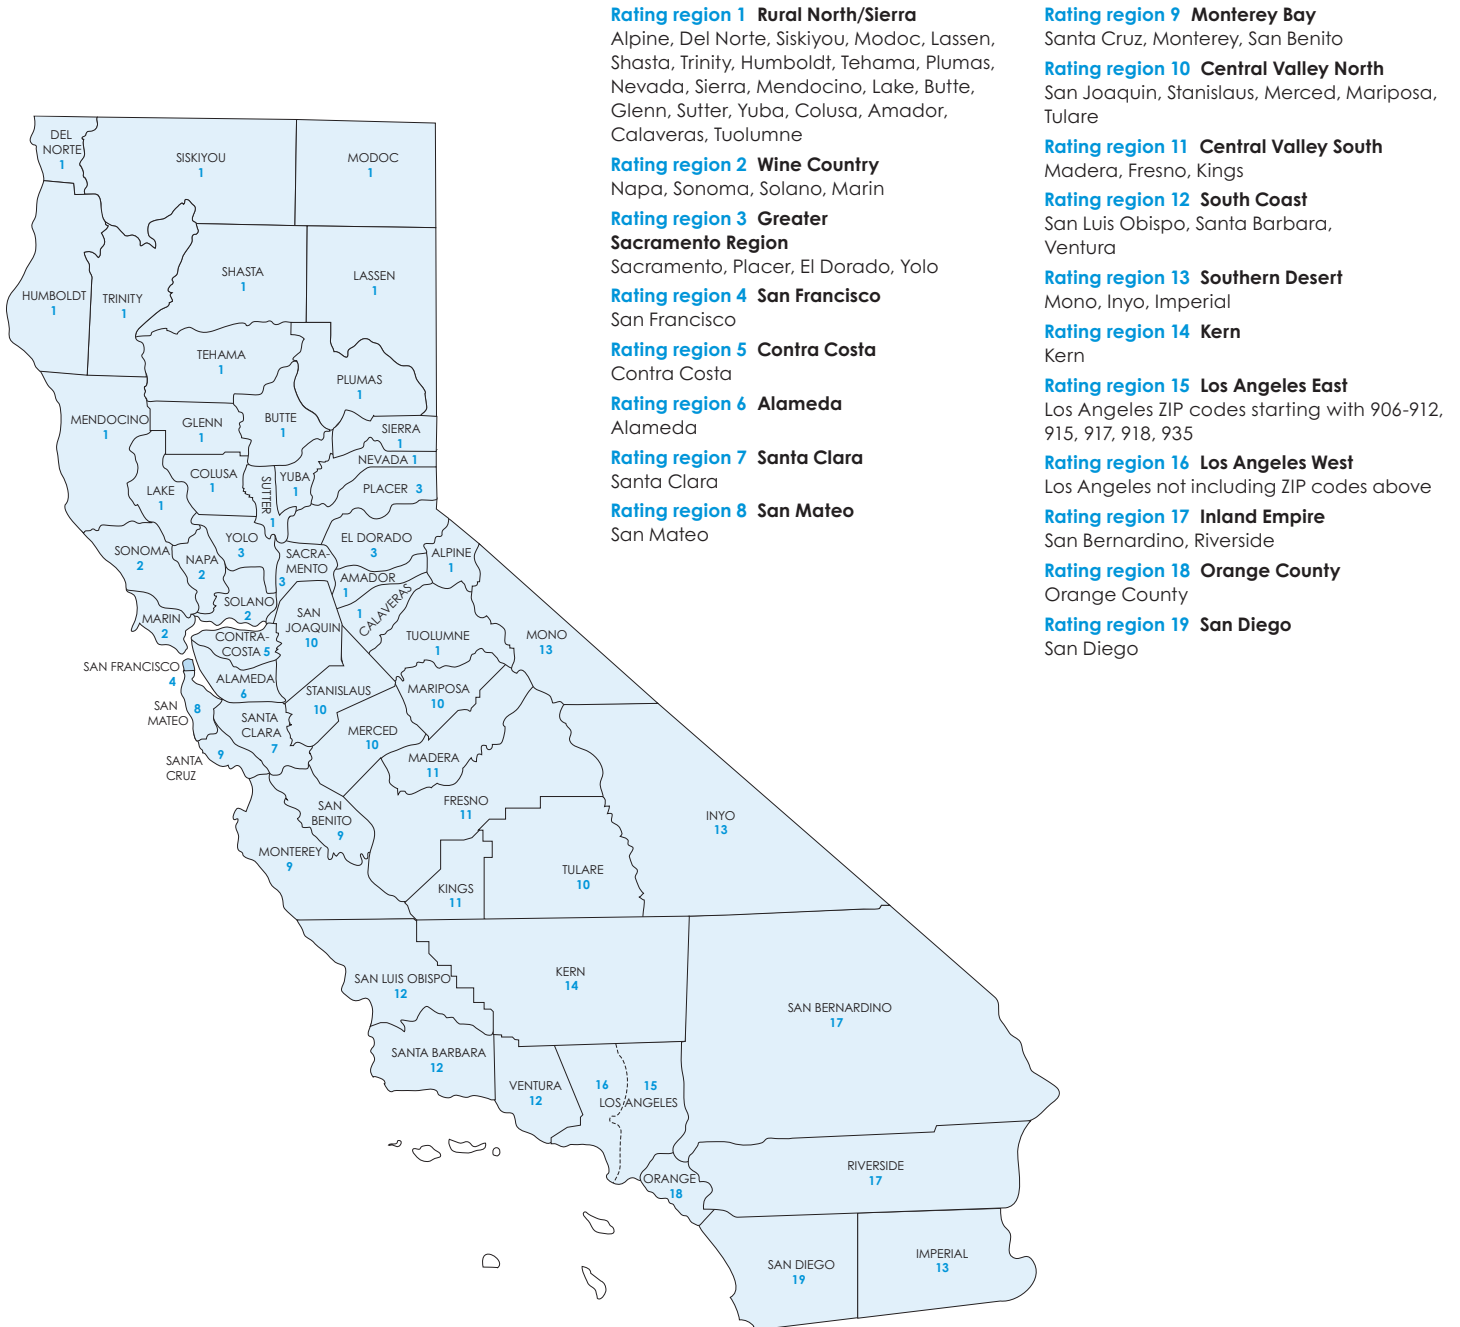 Rating region 1 Rural North/Sierra
Alpine, Del Norte, Siskiyou, Modoc, Lassen,
Shasta, Trinity, Humboldt, Tehama, Plumas,
Nevada, Sierra, Mendocino, Lake, Butte,
Glenn, Sutter, Yuba, Colusa, Amador,
Calaveras, Tuolumne
Rating region 2 Wine Country
Napa, Sonoma, Solano, Marin
Rating region 3 Greater
Sacramento Region
Sacramento, Placer, El Dorado, Yolo
Rating region 4 San Francisco
San Francisco
Rating region 5 Contra Costa
Contra Costa
Rating region 6 Alameda
Alameda
Rating region 7 Santa Clara
Santa Clara
Rating region 8 San Mateo
San Mateo
Rating region 9 Monterey Bay
Santa Cruz, Monterey, San Benito
Rating region 10 Central Valley North
San Joaquin, Stanislaus, Merced, Mariposa,
Tulare
Rating region 11 Central Valley South
Madera, Fresno, Kings
Rating region 12 South Coast
San Luis Obispo, Santa Barbara,
Ventura
Rating region 13 Southern Desert
Mono, Inyo, Imperial
Rating region 14 Kern
Kern
Rating region 15 Los Angeles East
Los Angeles ZIP codes starting with 906-912,
915, 917, 918, 935
Rating region 16 Los Angeles West
Los Angeles not including ZIP codes above
Rating region 17 Inland Empire
San Bernardino, Riverside
Rating region 18 Orange County
Orange County
Rating region 19 San Diego
San Diego
DEL
NORTE
1
SISKIYOU
1
MODOC
1
HUMBOLDT
1
TRINITY
1
SHASTA
1
LASSEN
1
TEHAMA
1
PLUMAS
1
MENDOCINO
1
GLENN
1
BUTTE
1
SIERRA
1
NEVADA 1
LAKE
1
COLUSA
1
SUTTER
1
YUBA
1
PLACER 3
SONOMA
2
NAPA
2
YOLO
3
SACRA-
MENTO
3
EL DORADO
3
ALPINE
1
AMADOR
1
CALAVERAS
1
SOLANO
2
MARIN
2
SAN
JOAQUIN
10
CONTRA-
COSTA 5
TUOLUMNE
1
MONO
13
SAN FRANCISCO
4
ALAMEDA
6
STANISLAUS
10
MARIPOSA
10
SAN
MATEO
8
SANTA
CLARA
7
MERCED
10
SANTA
CRUZ
9
MADERA
11
SAN
BENITO
9
FRESNO
11
INYO
13
MONTEREY
9
KINGS
11
TULARE
10
SAN LUIS OBISPO
12
KERN
14
SAN BERNARDINO
17
SANTA BARBARA
12
VENTURA
12
16
15
LOS ANGELES
RIVERSIDE
17
ORANGE
18
SAN DIEGO
19
IMPERIAL
13